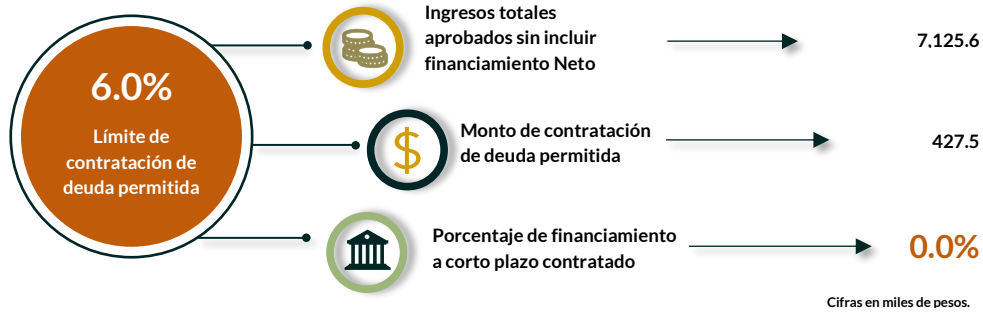 6.0%
Límite de
contratación de
deuda permitida
Ingresos totales
aprobados sin incluir
financiamiento Neto
7,125.6
$
Monto de contratación
de deuda permitida
427.5
Porcentaje de financiamiento
a corto plazo contratado
0.0%
Cifras en miles de pesos.